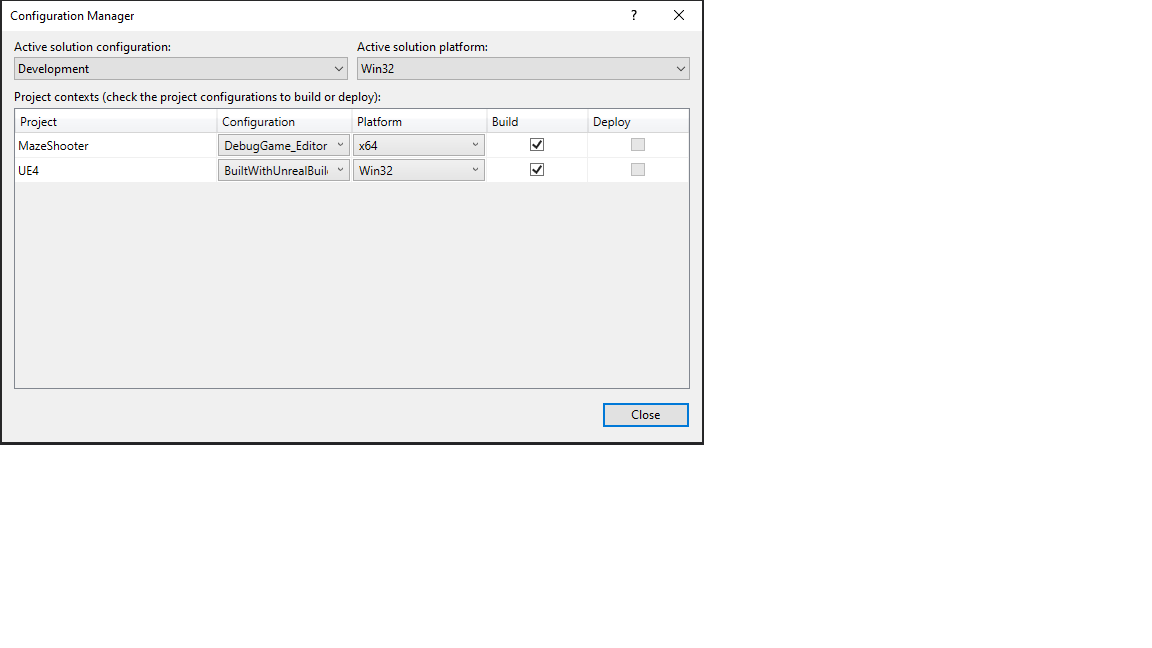 Configuration Manager ?
Active solution configuration: Active solution platform:
Development Win32
Project contexts (check the project configurations to build or deploy):
Project Configuration Platform Build Deploy
MazeShooter DebugGame_Editor x64
UE4 BuiltWithUnrealBuil Win32
Close